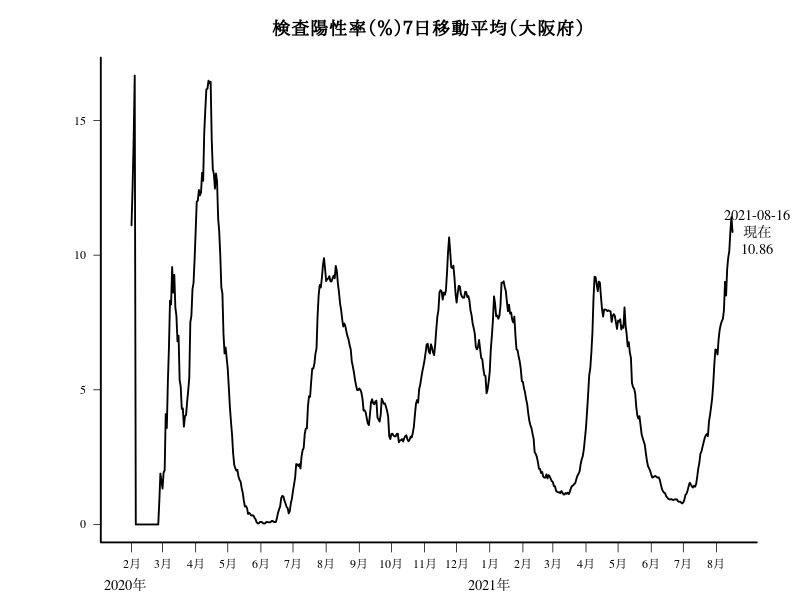 検査陽性率(%)7日移動平均(大阪府)
15
10
5
0
2021-08-16
現在
10.86
2月 3月 4月 5月 6月 7月 8月 9月 10月 11月 12月 1月 2月 3月 4月 5月 6月 7月 8月
2020年 2021年